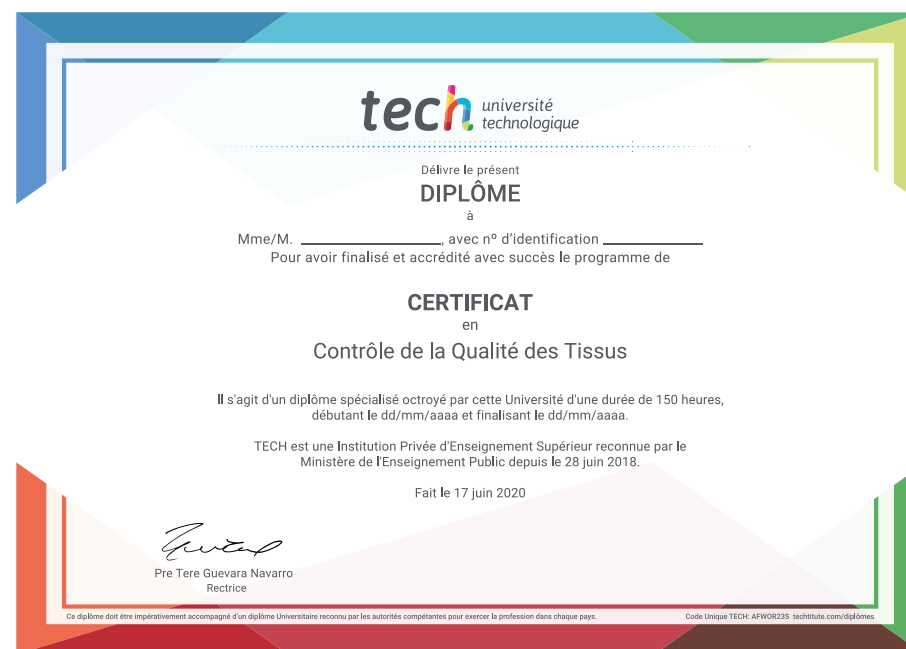 tech université
technologique
Délivre le présent
DIPLÔME
à
Mme/M. ____________________, avec nº d'identification ______________
Pour avoir finalisé et accrédité avec succès le programme de
CERTIFICAT
en
Contrôle de la Qualité des Tissus
Il s'agit d'un diplôme spécialisé octroyé par cette Université d'une durée de 150 heures,
débutant le dd/mm/aaaa et finalisant le dd/mm/aaaa.
TECH est une Institution Privée d'Enseignement Supérieur reconnue par le
Ministère de l'Enseignement Public depuis le 28 juin 2018.
Fait le 17 juin 2020
Pre Tere Guevara Navarro
Rectrice
Ce diplôme doit être impérativement accompagné d'un diplôme Universitaire reconnu par les autorités compétantes pour exercer la profession dans chaque pays.
Code Unique TECH: AFWOR23S techtitute.com/diplômes